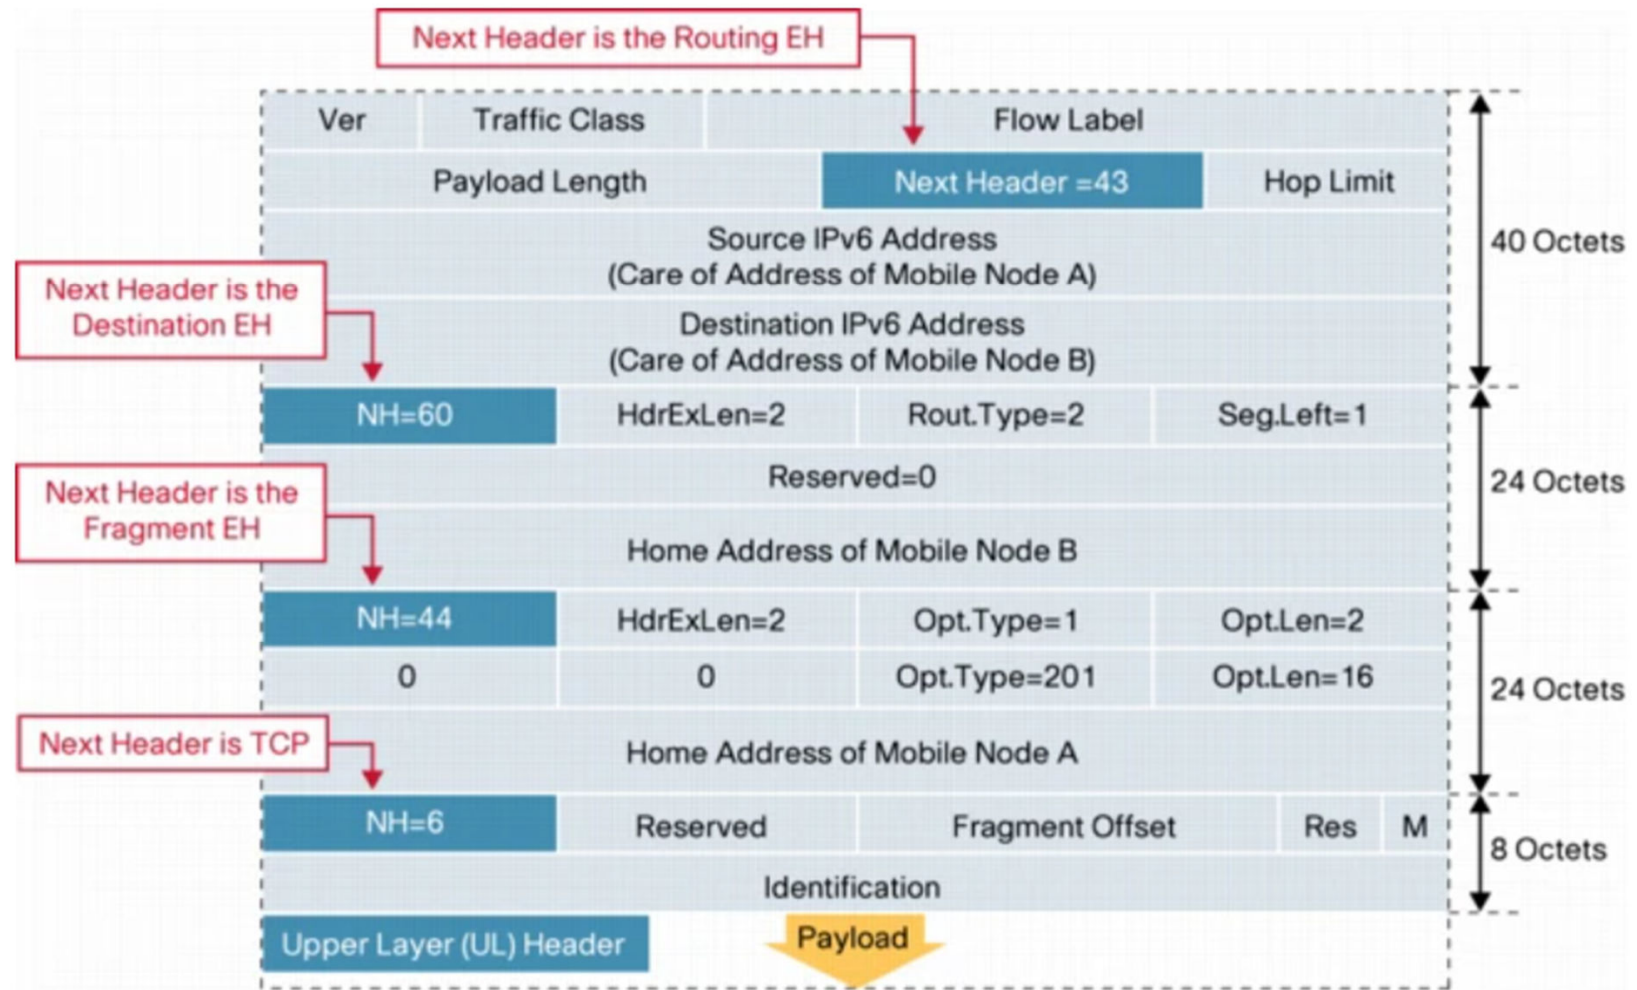 Next Header is the Routing EH
Ver Traffic Class Flow Label
Payload Length Next Header =43 Hop Limit
Source IPv6 Address
(Care of Address of Mobile Node A)
40 Octets
Next Header is the
Destination EH
Destination IPv6 Address
(Care of Address of Mobile Node B)
NH=60 HdrExLen=2 Rout.Type=2 Seg.Left=1
Next Header is the
Fragment EH
Reserved=0
24 Octets
Home Address of Mobile Node B
NH=44 HdrExLen=2 Opt.Type=1 Opt.Len=2
0 0 Opt.Type=201 Opt.Len=16
24 Octets
Next Header is TCP
Home Address of Mobile Node A
NH=6 Reserved Fragment Offset Res M
8 Octets
Identification
Upper Layer (UL) Header Payload